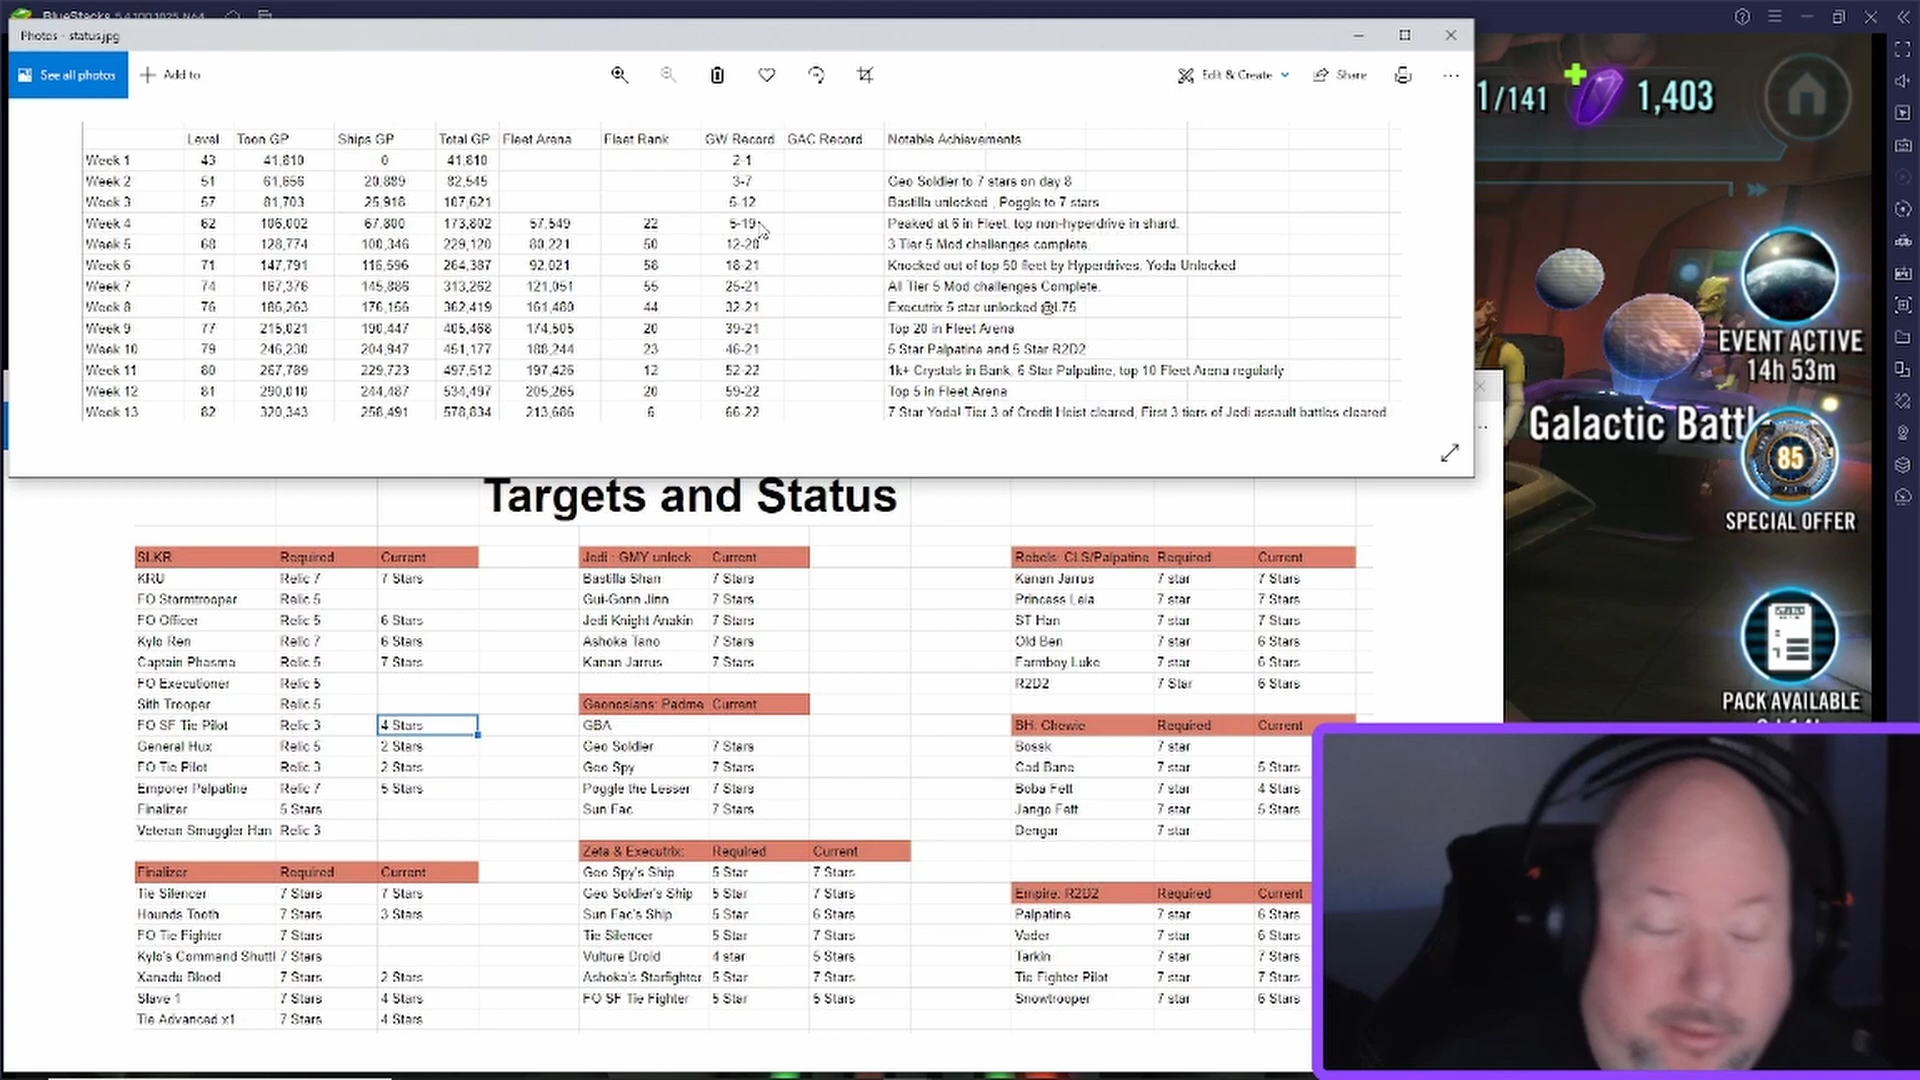 BlueStacks 5.4.100.1025 N64
Photos - status.jpg
See all photos
Add to
Edit & Create
Share
Level Toon GP Ships GP Total GP Fleet Arena Fleet Rank GW Record GAC Record Notable Achievements
Week 1 43 41,810 0 41,810 2-1
Week 2 51 61,656 20,889 82,545 3-7 Geo Soldier to 7 stars on day 8
Week 3 57 81,703 25,918 107,621 5-12 Bastilla unlocked , Poggle to 7 stars
Week 4 62 106,002 67,800 173,802 57,549 22 5-19 Peaked at 6 in Fleet, top non-hyperdrive in shard.
Week 5 68 128,774 100,346 229,120 80,221 50 12-20 3 Tier 5 Mod challenges complete
Week 6 71 147,791 116,596 264,387 92,021 58 18-21 Knocked out of top 50 fleet by Hyperdrives, Yoda Unlocked
Week 7 74 167,376 145,886 313,262 121,051 55 25-21 All Tier 5 Mod challenges Complete.
Week 8 76 186,263 176,156 362,419 161,480 44 32-21 Executrix 5 star unlocked @L75
Week 9 77 215,021 190,447 405,468 174,505 20 39-21 Top 20 in Fleet Arena
Week 10 79 246,230 204,947 451,177 188,244 23 46-21 5 Star Palpatine and 5 Star R2D2
Week 11 80 267,789 229,723 497,512 197,426 12 52-22 1k+ Crystals in Bank, 6 Star Palpatine, top 10 Fleet Arena regularly
Week 12 81 290,010 244,487 534,497 205,265 20 59-22 Top 5 in Fleet Arena
Week 13 82 320,343 258,491 578,834 213,686 6 66-22 7 Star Yoda! Tier 3 of Credit Heist cleared, First 3 tiers of Jedi assault battles cleared
1/141 1,403
EVENT ACTIVE
14h 53m
Galactic Battl
85
SPECIAL OFFER
PACK AVAILABLE
Targets and Status
SLKR Required Current
KRU Relic 7 7 Stars
FO Stormtrooper Relic 5
FO Officer Relic 5 6 Stars
Kylo Ren Relic 7 6 Stars
Captain Phasma Relic 5 7 Stars
FO Executioner Relic 5
Sith Trooper Relic 5
FO SF Tie Pilot Relic 3 4 Stars
General Hux Relic 5 2 Stars
FO Tie Pilot Relic 3 2 Stars
Emporer Palpatine Relic 7 5 Stars
Finalizer 5 Stars
Veteran Smuggler Han Relic 3
Finalizer Required Current
Tie Silencer 7 Stars 7 Stars
Hounds Tooth 7 Stars 3 Stars
FO Tie Fighter 7 Stars
Kylo's Command Shuttl 7 Stars
Xanadu Blood 7 Stars 2 Stars
Slave 1 7 Stars 4 Stars
Tie Advanced x1 7 Stars 4 Stars
Jedi - GMY unlock Current
Bastilla Shan 7 Stars
Gui-Gonn Jinn 7 Stars
Jedi Knight Anakin 7 Stars
Ashoka Tano 7 Stars
Kanan Jarrus 7 Stars
Geonosians: Padme Current
GBA
Geo Soldier 7 Stars
Geo Spy 7 Stars
Poggle the Lesser 7 Stars
Sun Fac 7 Stars
Zeta & Executrix: Required Current
Geo Spy's Ship 5 Star 7 Stars
Geo Soldier's Ship 5 Star 7 Stars
Sun Fac's Ship 5 Star 6 Stars
Tie Silencer 5 Star 7 Stars
Vulture Droid 4 star 5 Stars
Ashoka's Starfighter 5 Star 7 Stars
FO SF Tie Fighter 5 Star 5 Stars
Rebels: CLS/Palpatine Required Current
Kanan Jarrus 7 star 7 Stars
Princess Leia 7 star 7 Stars
ST Han 7 star 7 Stars
Old Ben 7 star 6 Stars
Farmboy Luke 7 star 6 Stars
R2D2 7 Star 6 Stars
BH: Chewie Required Current
Bossk 7 star
Cad Bane 7 star 5 Stars
Boba Fett 7 star 4 Stars
Jango Fett 7 star 5 Stars
Dengar 7 star
Empire: R2D2 Required Current
Palpatine 7 star 6 Stars
Vader 7 star 6 Stars
Tarkin 7 star 7 Stars
Tie Fighter Pilot 7 star 7 Stars
Snowtrooper 7 star 6 Stars